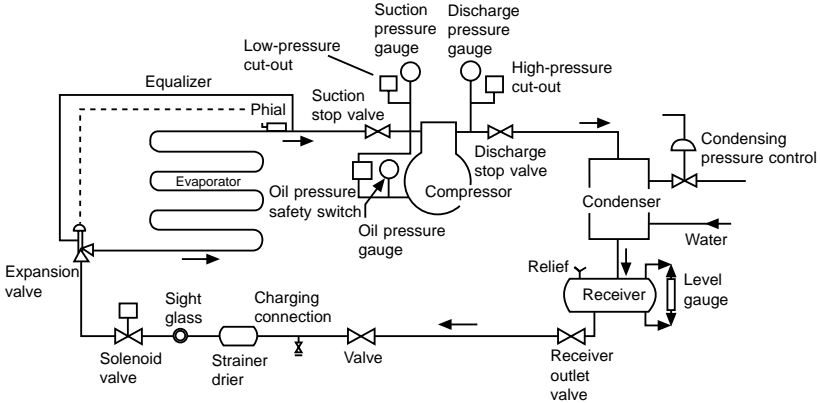 Suction
pressure
gauge
Discharge
pressure
gauge
Low-pressure
cut-out
High-pressure
cut-out
Equalizer
Phial
Suction
stop valve
Discharge
stop valve
Condensing
pressure control
Evaporator
Oil pressure
safety switch
Compressor
Oil pressure
gauge
Condenser
Water
Expansion
valve
Relief
Receiver
Level
gauge
Sight
glass
Charging
connection
Solenoid
valve
Strainer
drier
Valve
Receiver
outlet
valve